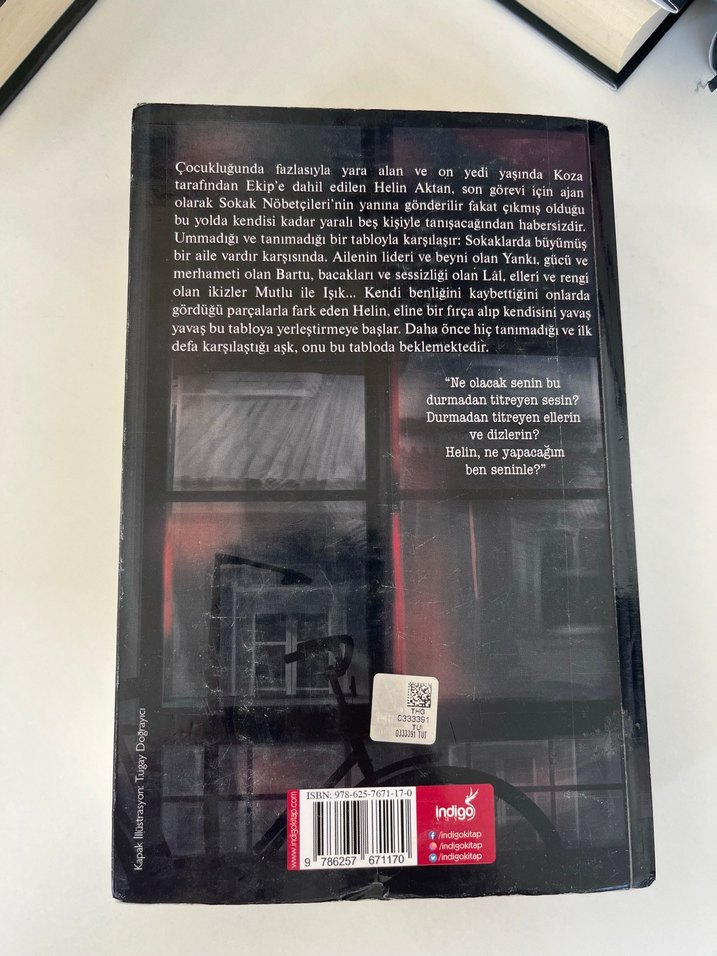 Çocukluğunda fazlasıyla yara alan ve on yedi yaşında Koza
tarafından Ekip'e dahil edilen Helin Aktan, son görevi için ajan
olarak Sokak Nöbetçileri'nin yanına gönderilir fakat çıkmış olduğu
bu yolda kendisi kadar yaralı beş kişiyle tanışacağından habersizdir.
Ummadığı ve tanımadığı bir tabloyla karşılaşır: Sokaklarda büyümüş
bir aile vardır karşısında. Ailenin lideri ve beyni olan Yankı, gücü ve
merhameti olan Bartu, bacakları ve sessizliği olan Lâl, elleri ve rengi
olan ikizler Mutlu ile Işık... Kendi benliğini kaybettiğini onlarda
gördüğü parçalarla fark eden Helin, eline bir fırça alıp kendisini yavaş
yavaş bu tabloya yerleştirmeye başlar. Daha önce hiç tanımadığı ve ilk
defa karşılaştığı aşk, onu bu tabloda beklemektedir.
“Ne olacak senin bu
durmadan titreyen sesin?
Durmadan titreyen ellerin
ve dizlerin?
Helin, ne yapacağım
ben seninle?”
THG
0333391
TUI
0333391 TUI
Kapak İllüstrasyon: Tugay Doğrayıcı
www.indigokitap.com
ISBN: 978-625-7671-17-0
9 786257 671170
indigo
/indigokitap
/indigokitap
/indigokitap